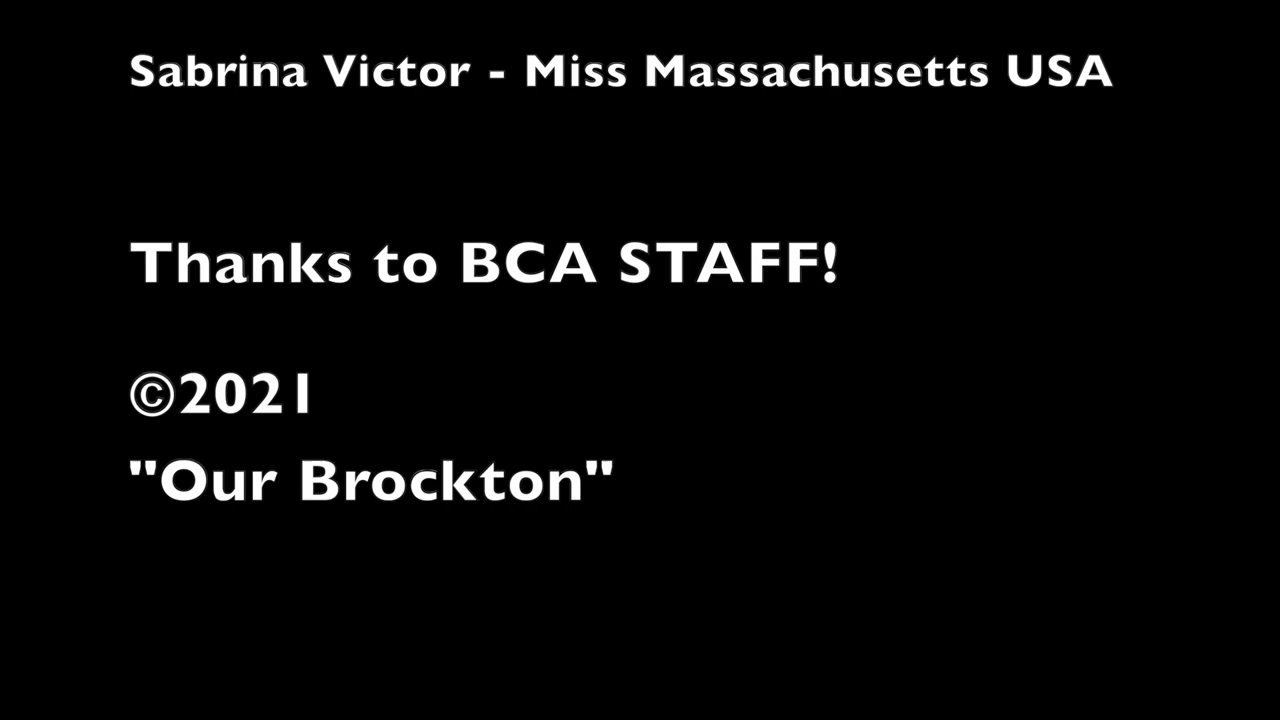 Sabrina Victor - Miss Massachusetts USA
Thanks to BCA STAFF!
©2021
"Our Brockton"